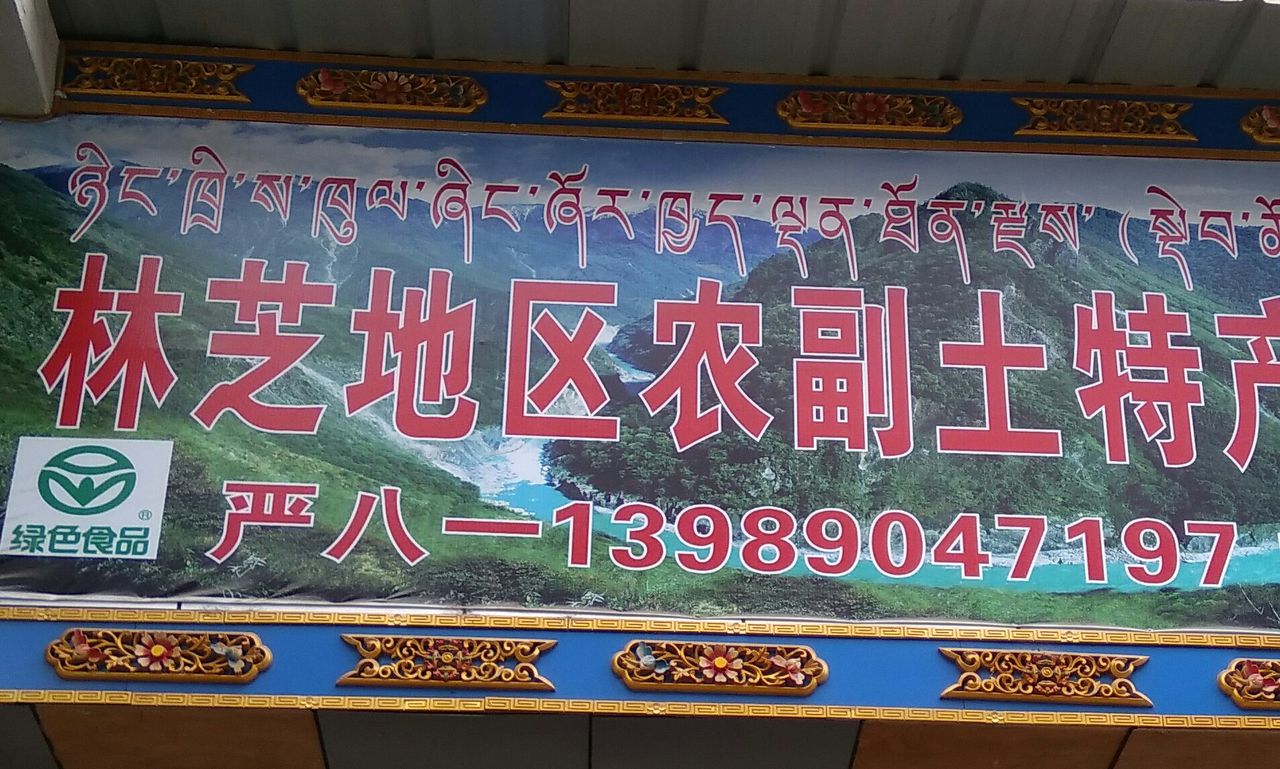 ཉིང་ཁྲི་ས་ཁུལ་ཞིང་ཞོར་ཁྱད་ལྡན་ཐོན་རྫས་(སྡེབ་
林芝地区农副土特产
绿色食品®
严八一13989047197